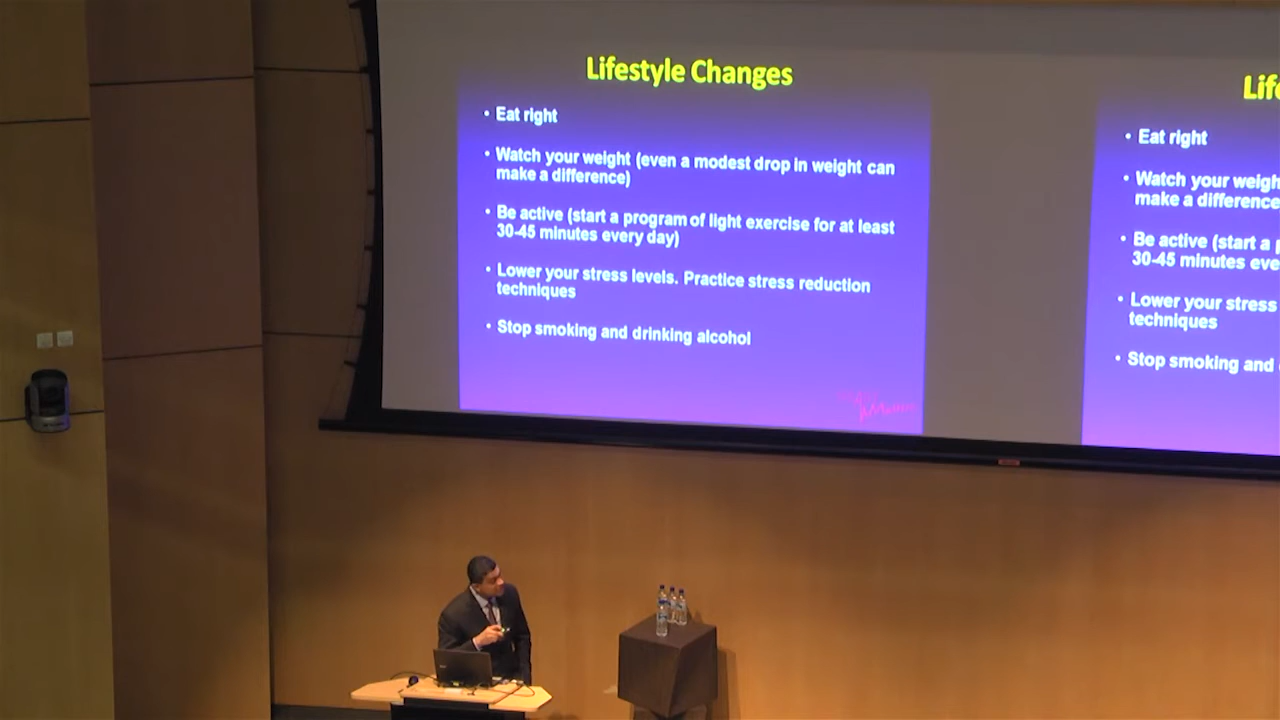 Lifestyle Changes
• Eat right
• Watch your weight (even a modest drop in weight can
make a difference)
• Be active (start a program of light exercise for at least
30-45 minutes every day)
• Lower your stress levels. Practice stress reduction
techniques
• Stop smoking and drinking alcohol
Life
• Eat right
• Watch your weigh
make a difference
• Be active (start a
30-45 minutes eve
• Lower your stress
techniques
• Stop smoking and